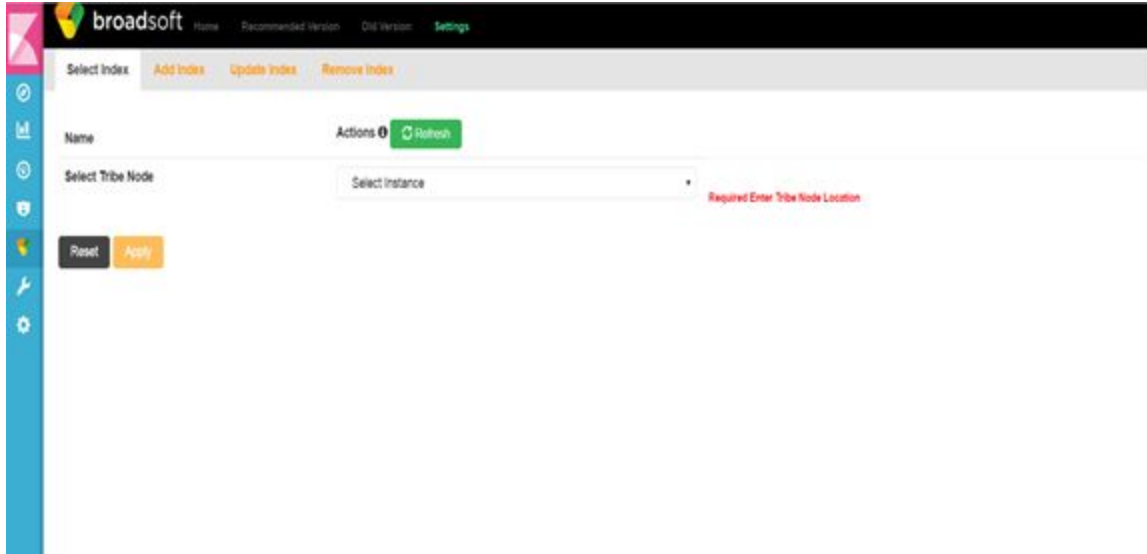 broadsoft Home Recommended Version Old Version Settings
Select Index Add Index Update Index Remove Index
Name Actions Refresh
Select Tribe Node Select Instance Required Enter Tribe Node Location
Reset Apply